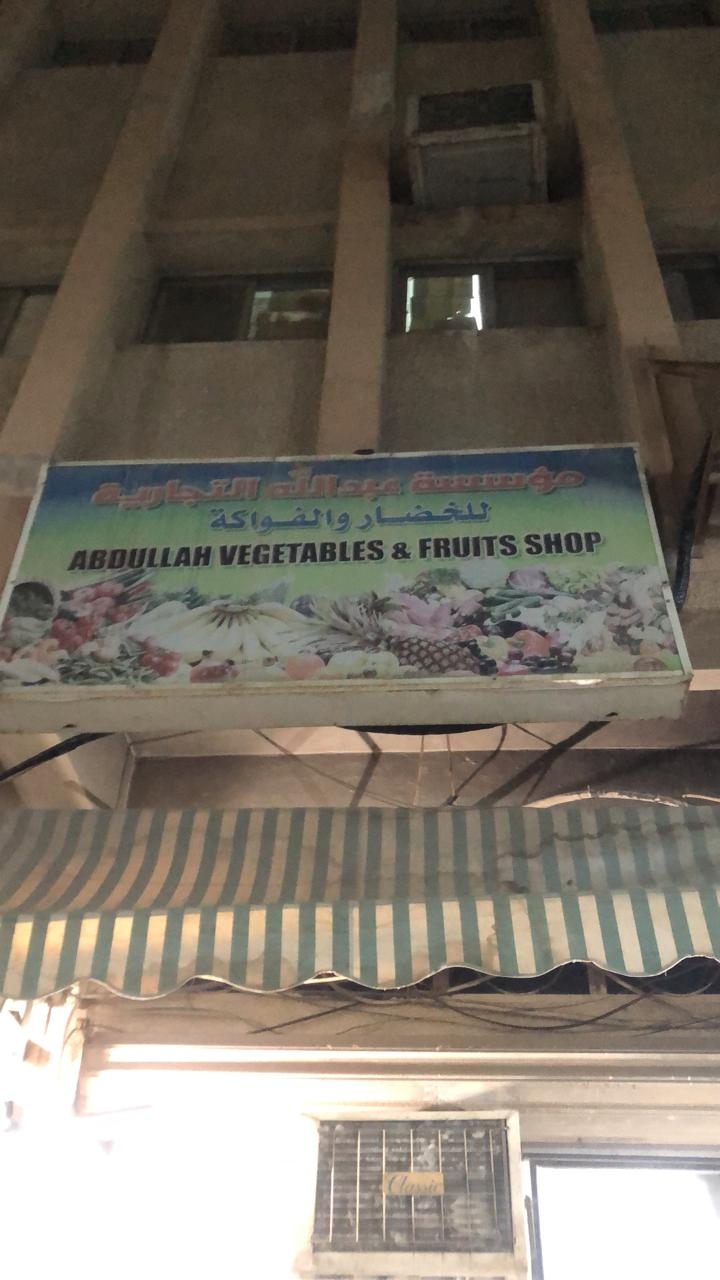 مؤسسة عبدالله التجارية
للخضار والفواكة
ABDULLAH VEGETABLES & FRUITS SHOP
Classic